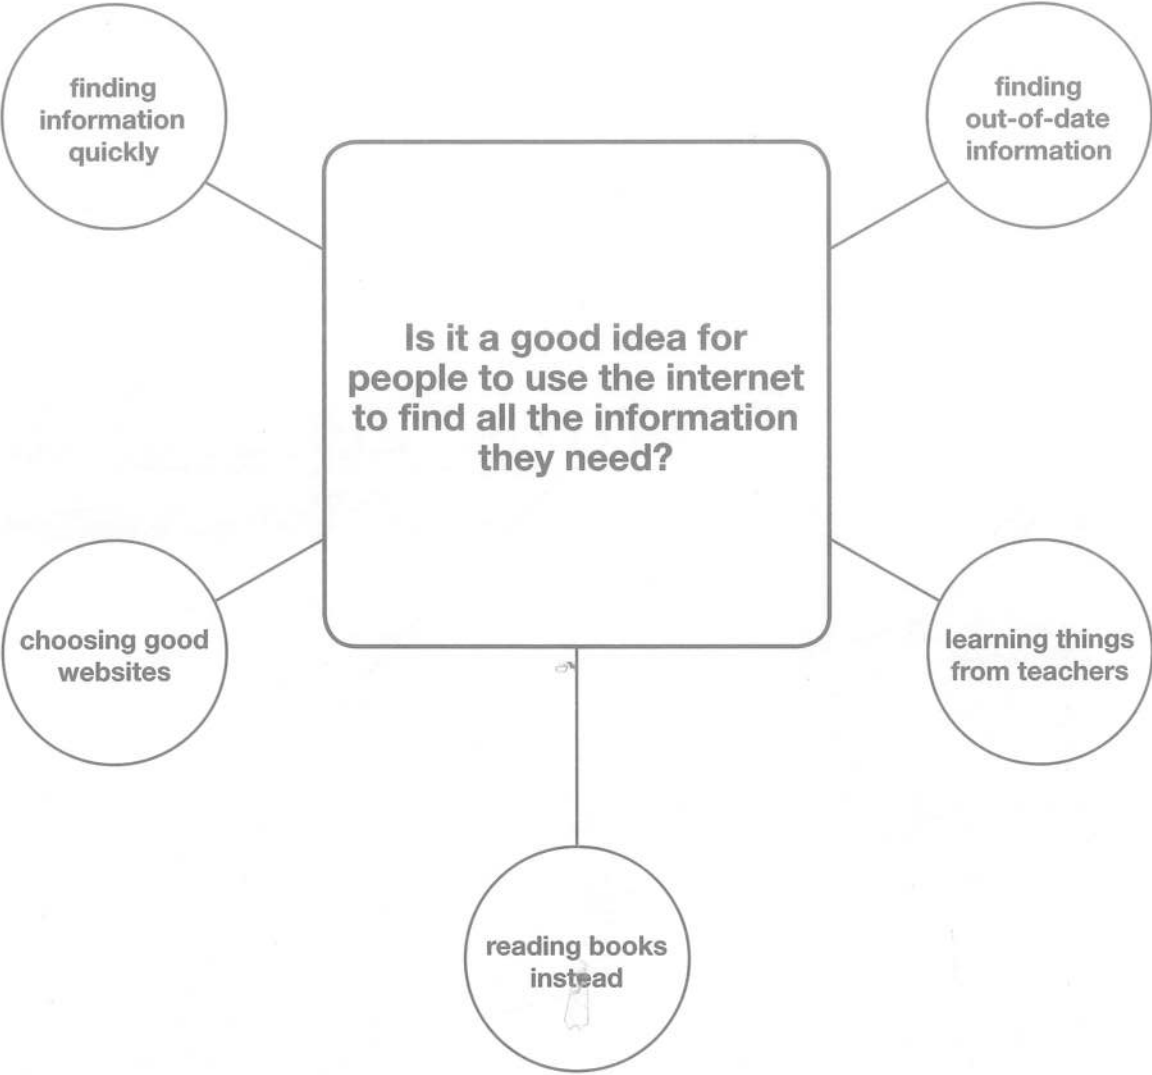 finding
information
quickly
finding
out-of-date
information
Is it a good idea for
people to use the internet
to find all the information
they need?
choosing good
websites
learning things
from teachers
reading books
instead